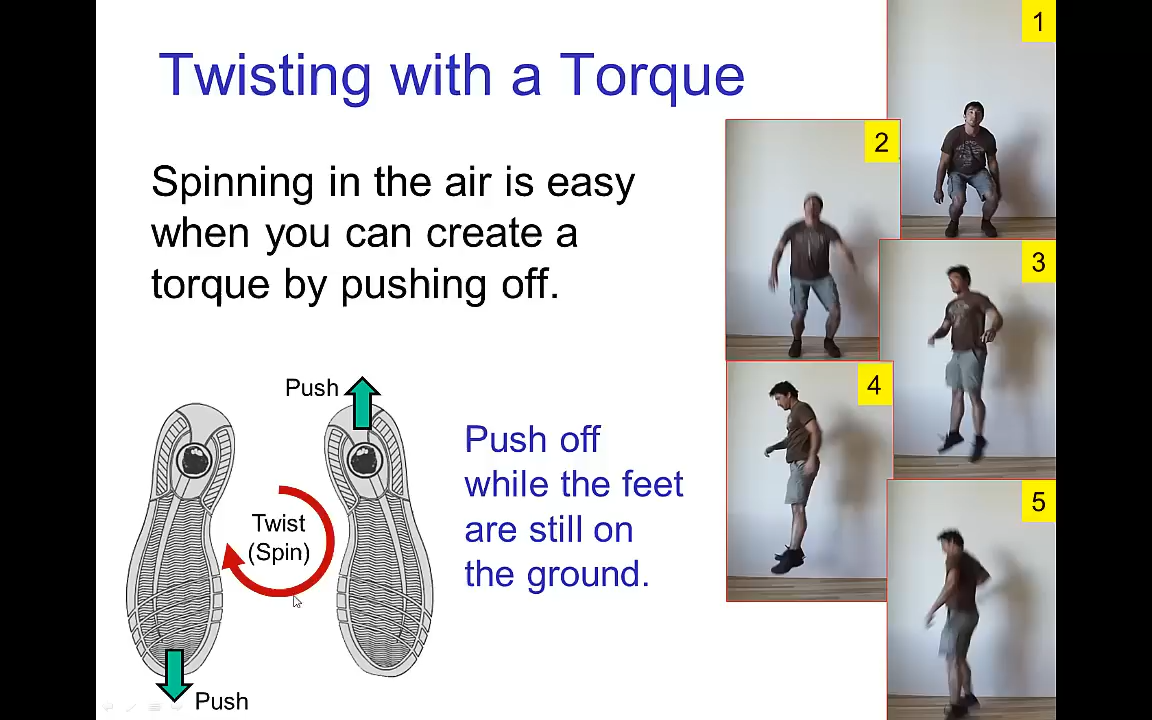 Twisting with a Torque
Spinning in the air is easy
when you can create a
torque by pushing off.
Push
Twist
(Spin)
Push
Push off
while the feet
are still on
the ground.
1
2
3
4
5